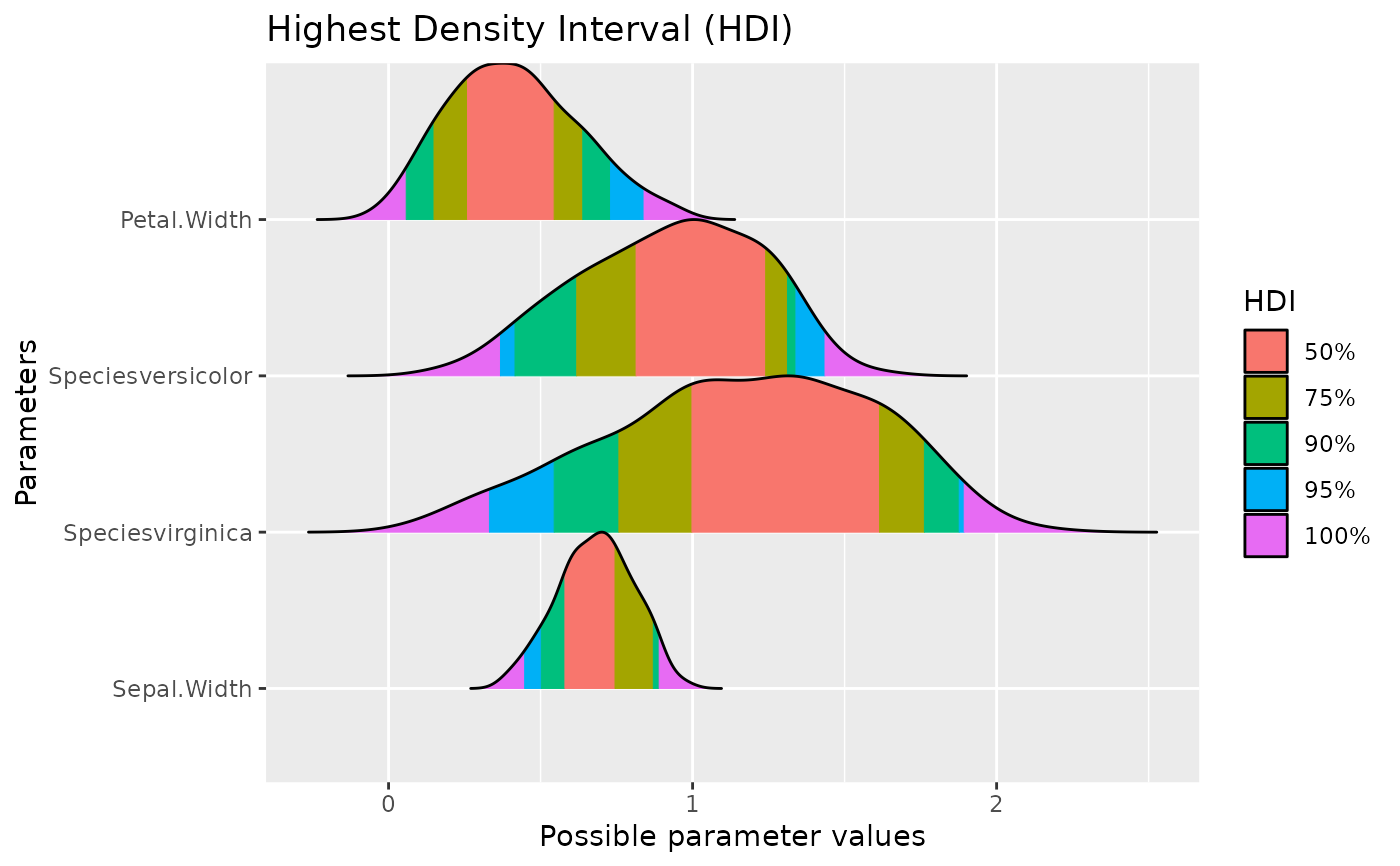 Highest Density Interval (HDI)
Petal.Width
Speciesversicolor
Speciesvirginica
Sepal.Width
Parameters
0 1 2
Possible parameter values
HDI
50%
75%
90%
95%
100%